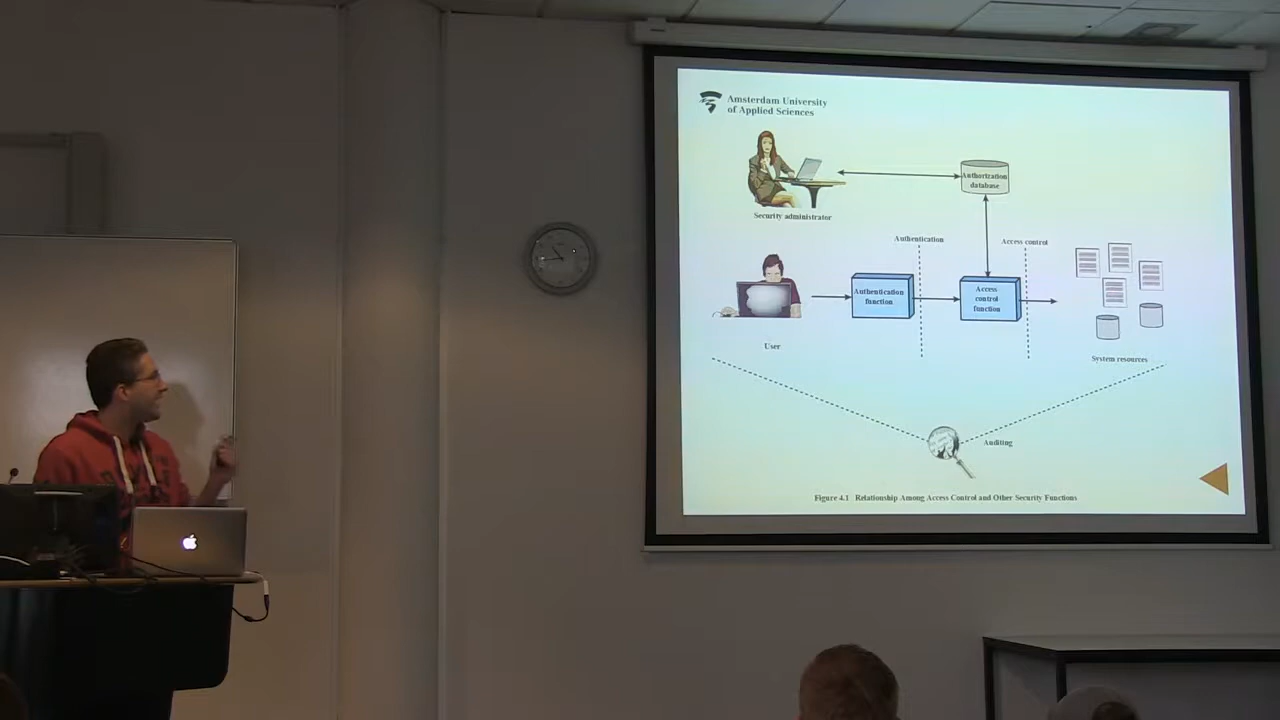 Amsterdam University
of Applied Sciences
Authorization
database
Security administrator
Authentication
Access control
Authentication
function
Access
control
function
User
System resources
Auditing
Figure 4.1 Relationship Among Access Control and Other Security Functions